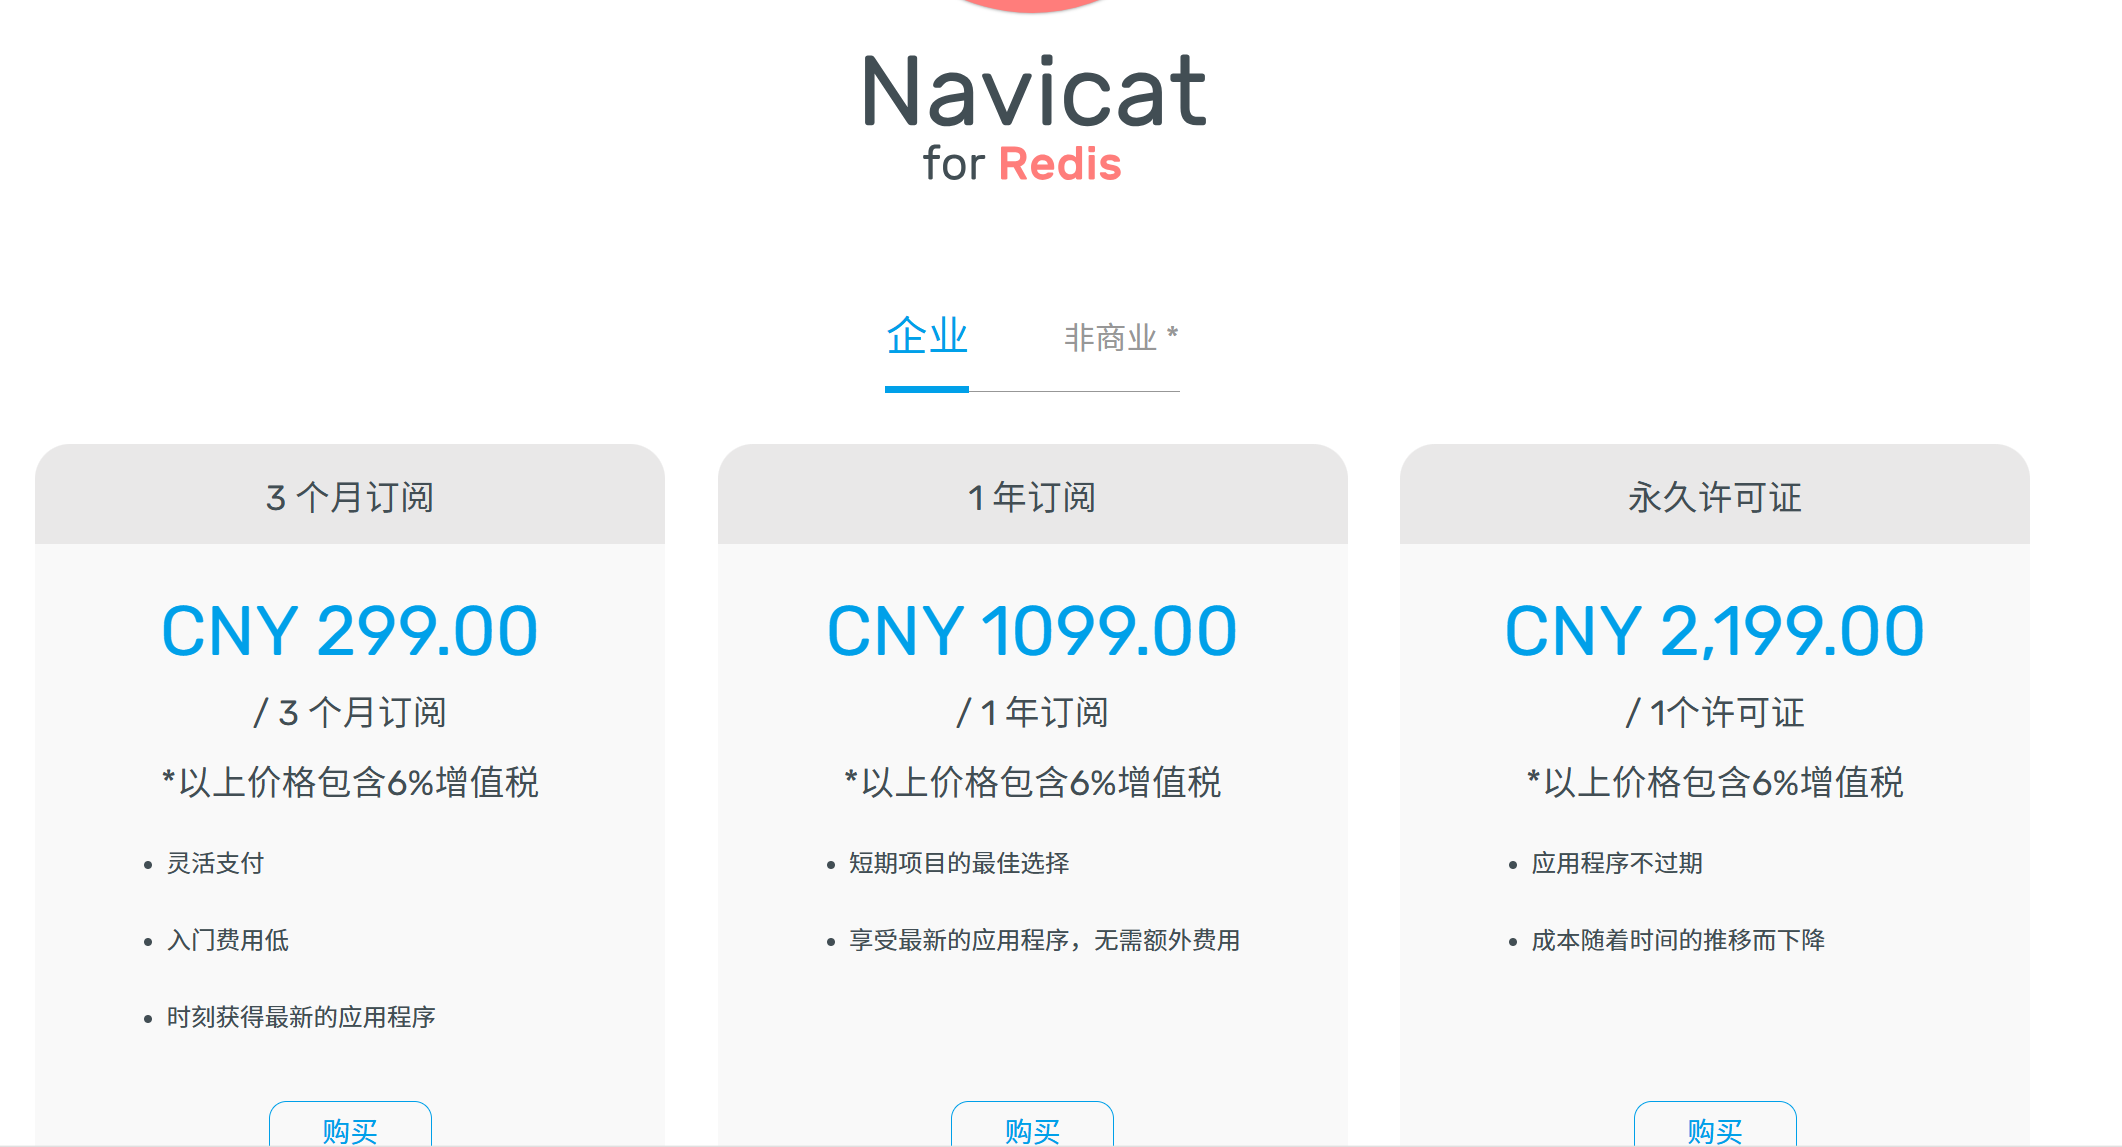 Navicat
for Redis
企业
非商业 *
3 个月订阅
CNY 299.00
/ 3 个月订阅
*以上价格包含6%增值税
• 灵活支付
• 入门费用低
• 时刻获得最新的应用程序
购买
1 年订阅
CNY 1099.00
/ 1 年订阅
*以上价格包含6%增值税
• 短期项目的最佳选择
• 享受最新的应用程序，无需额外费用
购买
永久许可证
CNY 2,199.00
/ 1个许可证
*以上价格包含6%增值税
• 应用程序不过期
• 成本随着时间的推移而下降
购买